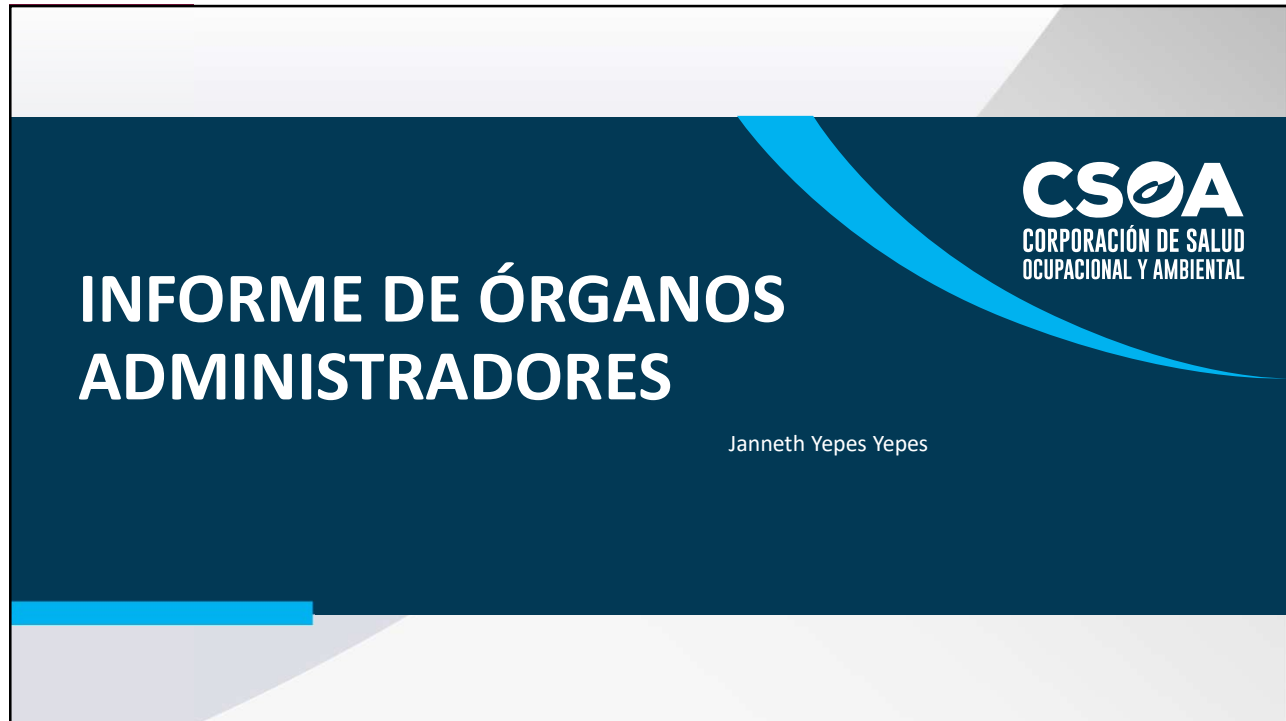 CSOA
CORPORACIÓN DE SALUD
OCUPACIONAL Y AMBIENTAL
INFORME DE ÓRGANOS
ADMINISTRADORES
Janneth Yepes Yepes